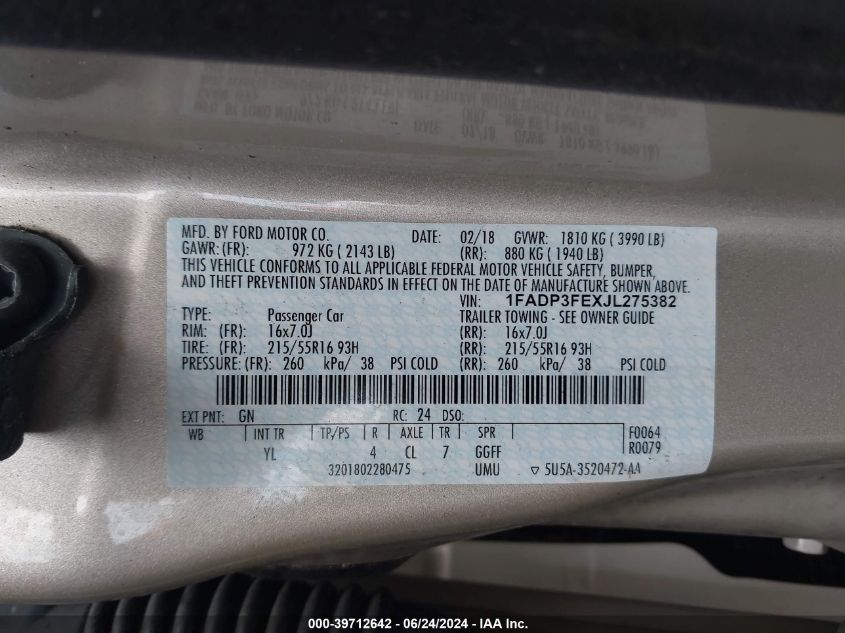 MFD. BY FORD MOTOR CO. DATE: 02/18 GVWR: 1810 KG ( 3990 LB)
GAWR: (FR): 972 KG ( 2143 LB) (RR): 880 KG ( 1940 LB)
THIS VEHICLE CONFORMS TO ALL APPLICABLE FEDERAL MOTOR VEHICLE SAFETY, BUMPER,
AND THEFT PREVENTION STANDARDS IN EFFECT ON THE DATE OF MANUFACTURE SHOWN ABOVE.
VIN: 1FADP3FEXJL275382
TYPE: Passenger Car TRAILER TOWING - SEE OWNER GUIDE
RIM: (FR): 16x7.0J (RR): 16x7.0J
TIRE: (FR): 215/55R16 93H (RR): 215/55R16 93H
PRESSURE: (FR): 260 kPa/ 38 PSI COLD (RR): 260 kPa/ 38 PSI COLD
EXT PNT: GN RC: 24 DSO:
WB INT TR TP/PS R AXLE TR SPR F0064
YL 4 CL 7 GGFF R0079
3201802280475 UMU ▽ 5U5A-3520472-AA
000-39712642 - 06/24/2024 - IAA Inc.